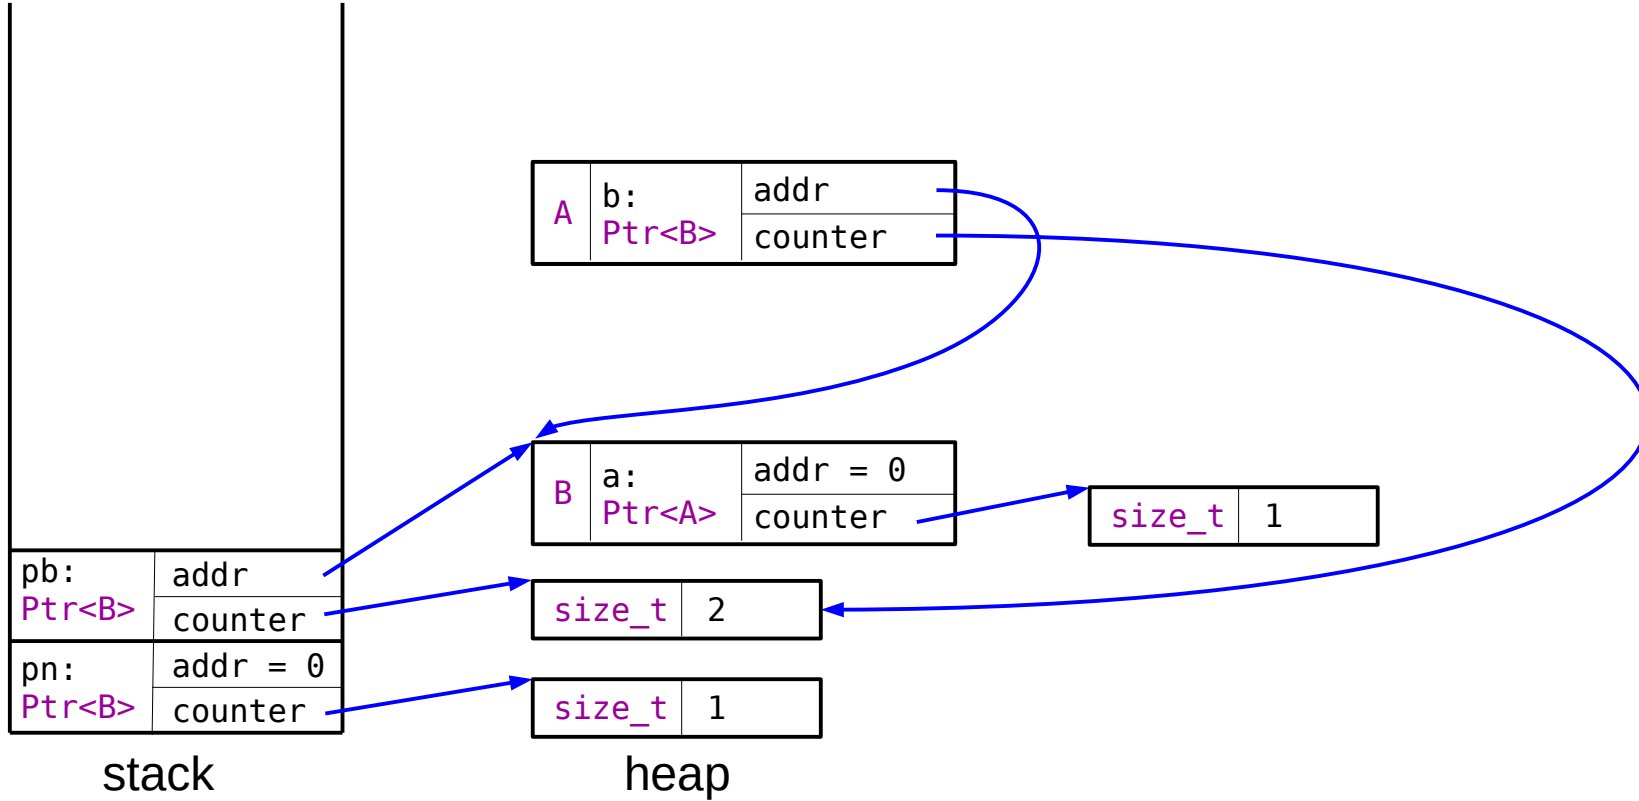 A
b:
Ptr<B>
addr
counter
B
a:
Ptr<A>
addr = 0
counter
size_t
1
pb:
Ptr<B>
addr
counter
size_t
2
pn:
Ptr<B>
addr = 0
counter
size_t
1
stack
heap